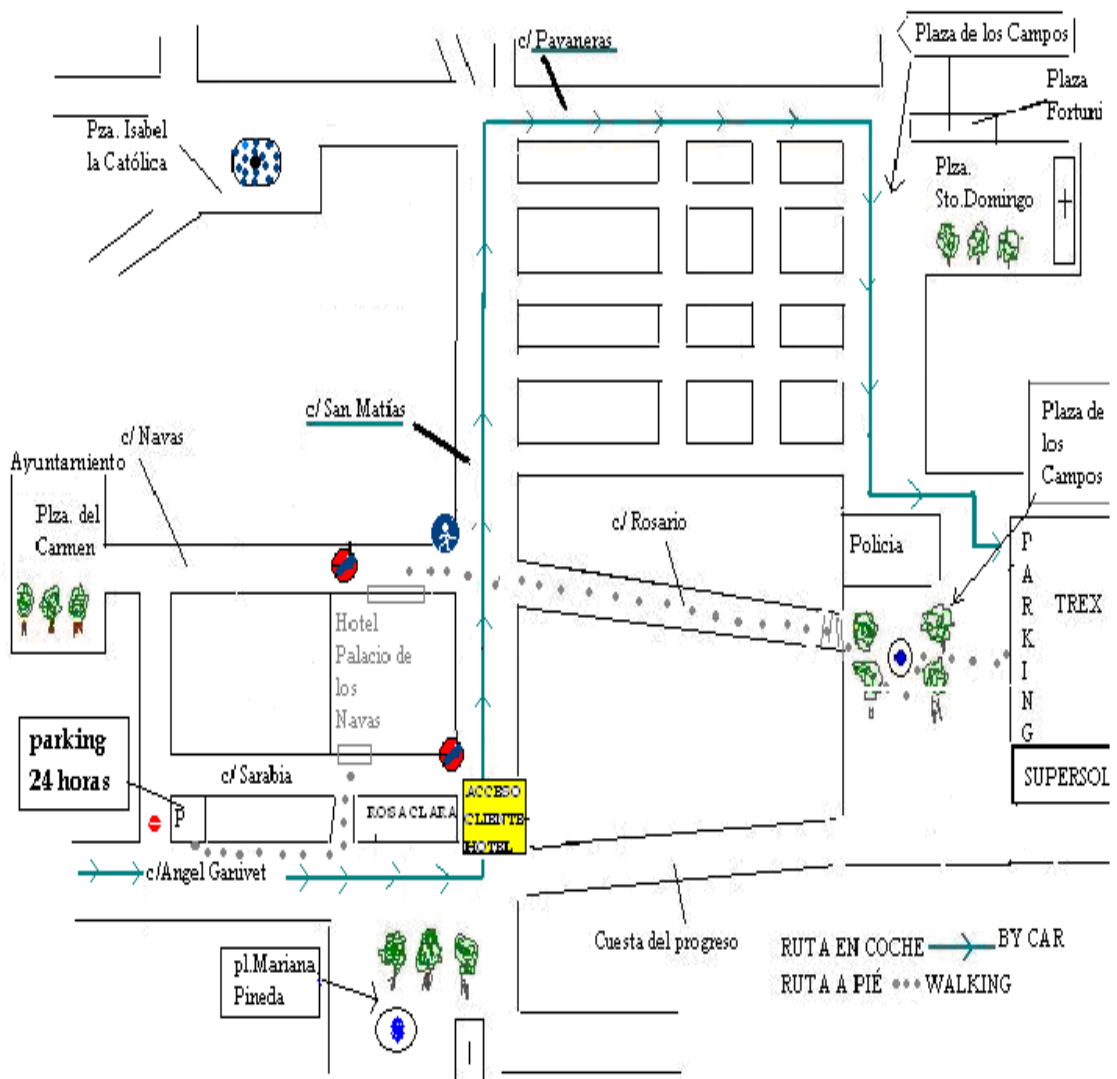 c/ Pavaneras
Plaza de los Campos
Plaza
Fortuni
Pza. Isabel
la Católica
Plza.
Sto.Domingo
c/ San Matías
c/ Navas
Ayuntamiento
Plza. del
Carmen
Plaza de
los
Campos
c/ Rosario
Policia
PARKING
TREX
Hotel
Palacio de
los
Navas
parking
24 horas
c/ Sarabia
SUPERSOL
P
ROSA CLARA
ACCESO
CLIENTE
HOTEL
c/Angel Ganivet
Cuesta del progreso
RUTA EN COCHE BY CAR
RUTA A PIÉ WALKING
pl.Mariana
Pineda